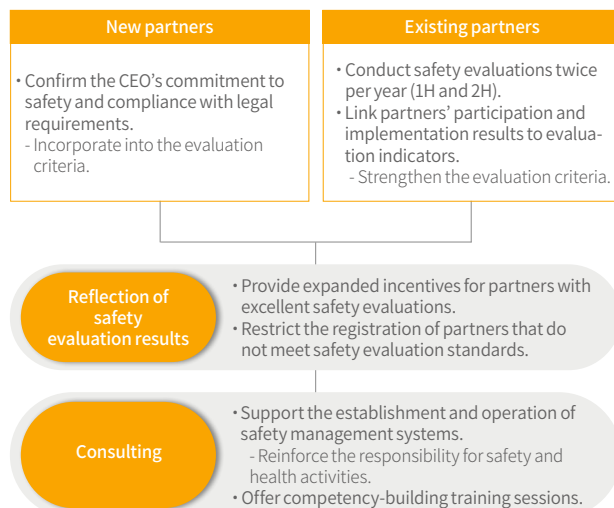 New partners
· Confirm the CEO's commitment to
safety and compliance with legal
requirements.
- Incorporate into the evaluation
criteria.
Existing partners
· Conduct safety evaluations twice
per year (1H and 2H).
· Link partners' participation and
implementation results to evalua-
tion indicators.
- Strengthen the evaluation criteria.
Reflection of
safety
evaluation results
· Provide expanded incentives for partners with
excellent safety evaluations.
· Restrict the registration of partners that do
not meet safety evaluation standards.
Consulting
· Support the establishment and operation of
safety management systems.
- Reinforce the responsibility for safety and
health activities.
· Offer competency-building training sessions.